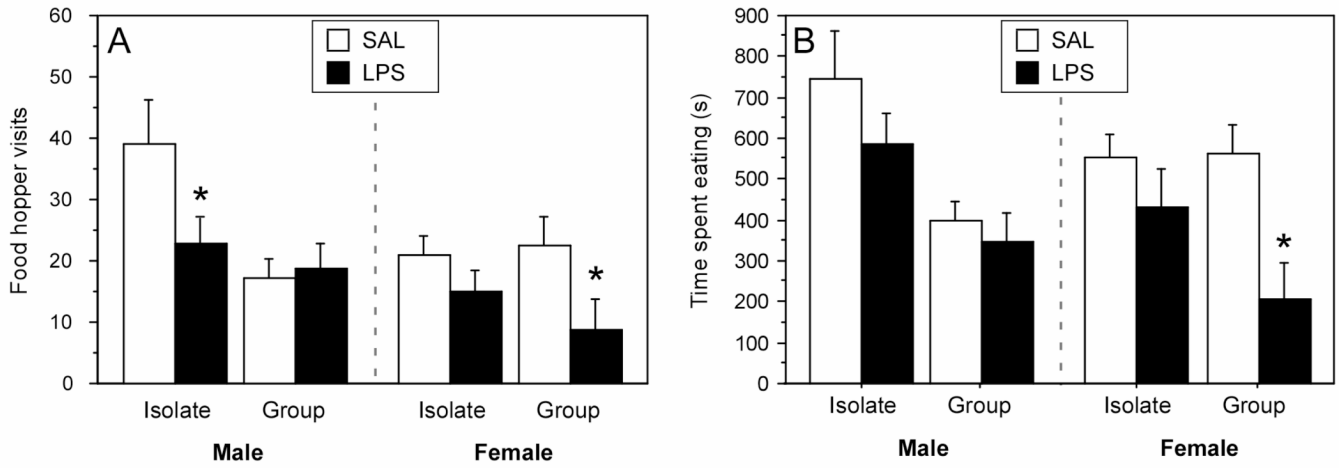 A
SAL
LPS
Food hopper visits
60
50
40
30
20
10
0
*
*
Isolate Group Isolate Group
Male Female
B
SAL
LPS
Time spent eating (s)
900
800
700
600
500
400
300
200
100
0
*
Isolate Group Isolate Group
Male Female